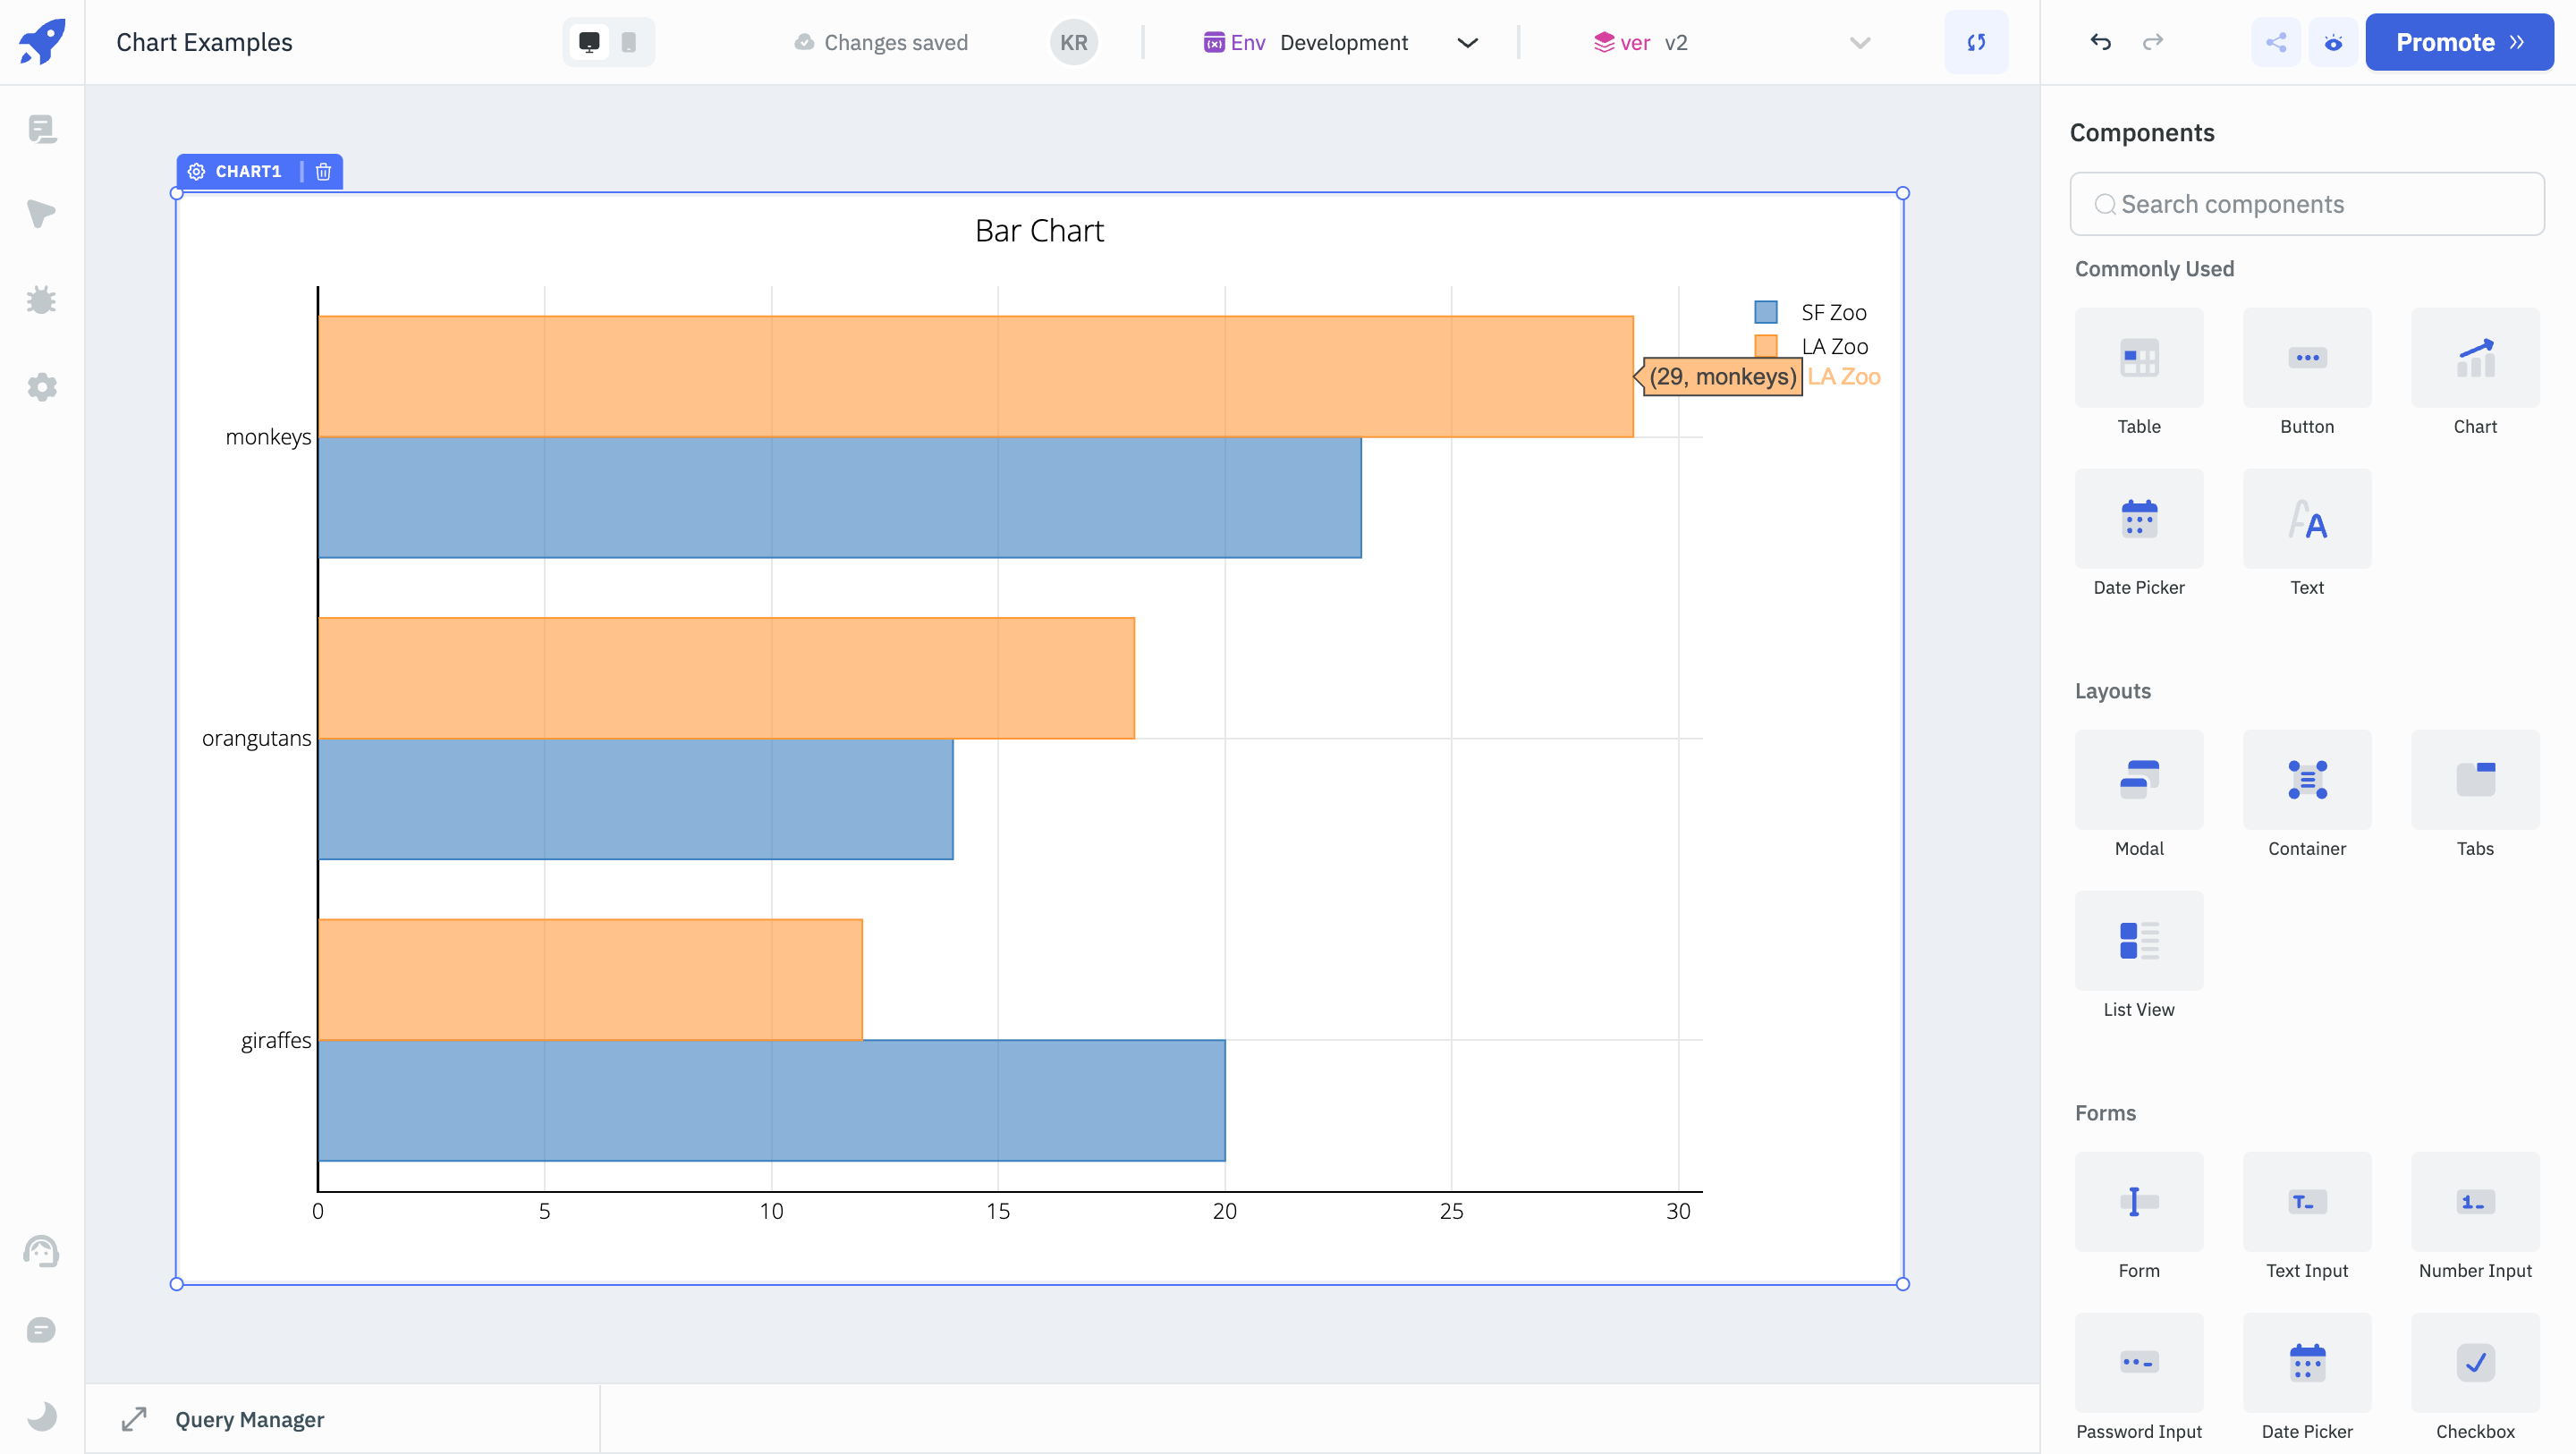 Chart Examples
Changes saved
KR
Env Development
ver v2
Promote
CHART1
Bar Chart
SF Zoo
LA Zoo
(29, monkeys) LA Zoo
monkeys
orangutans
giraffes
0 5 10 15 20 25 30
Query Manager
Components
Search components
Commonly Used
Table Button Chart
Date Picker Text
Layouts
Modal Container Tabs
List View
Forms
Form Text Input Number Input
Password Input Date Picker Checkbox